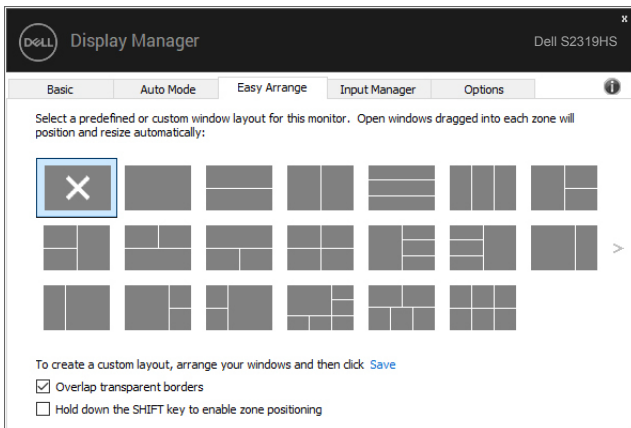 x
DELL Display Manager Dell S2319HS
Basic Auto Mode Easy Arrange Input Manager Options i
Select a predefined or custom window layout for this monitor. Open windows dragged into each zone will
position and resize automatically:
>
To create a custom layout, arrange your windows and then click Save
Overlap transparent borders
Hold down the SHIFT key to enable zone positioning